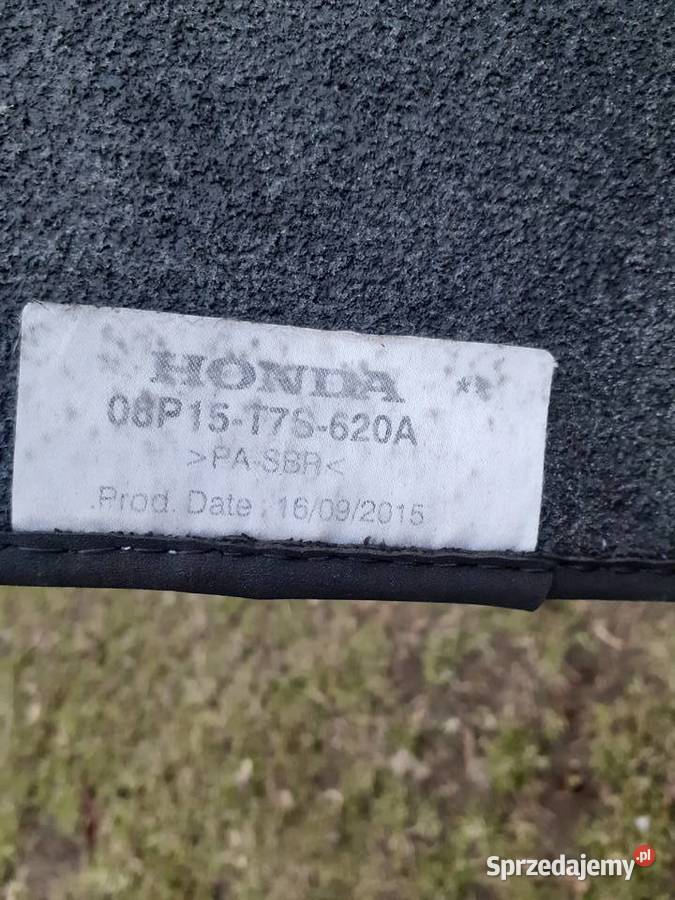 HONDA
08P15-T7S-620A
>PA-SBR<
Prod. Date : 16/09/2015
Sprzedajemy.pl